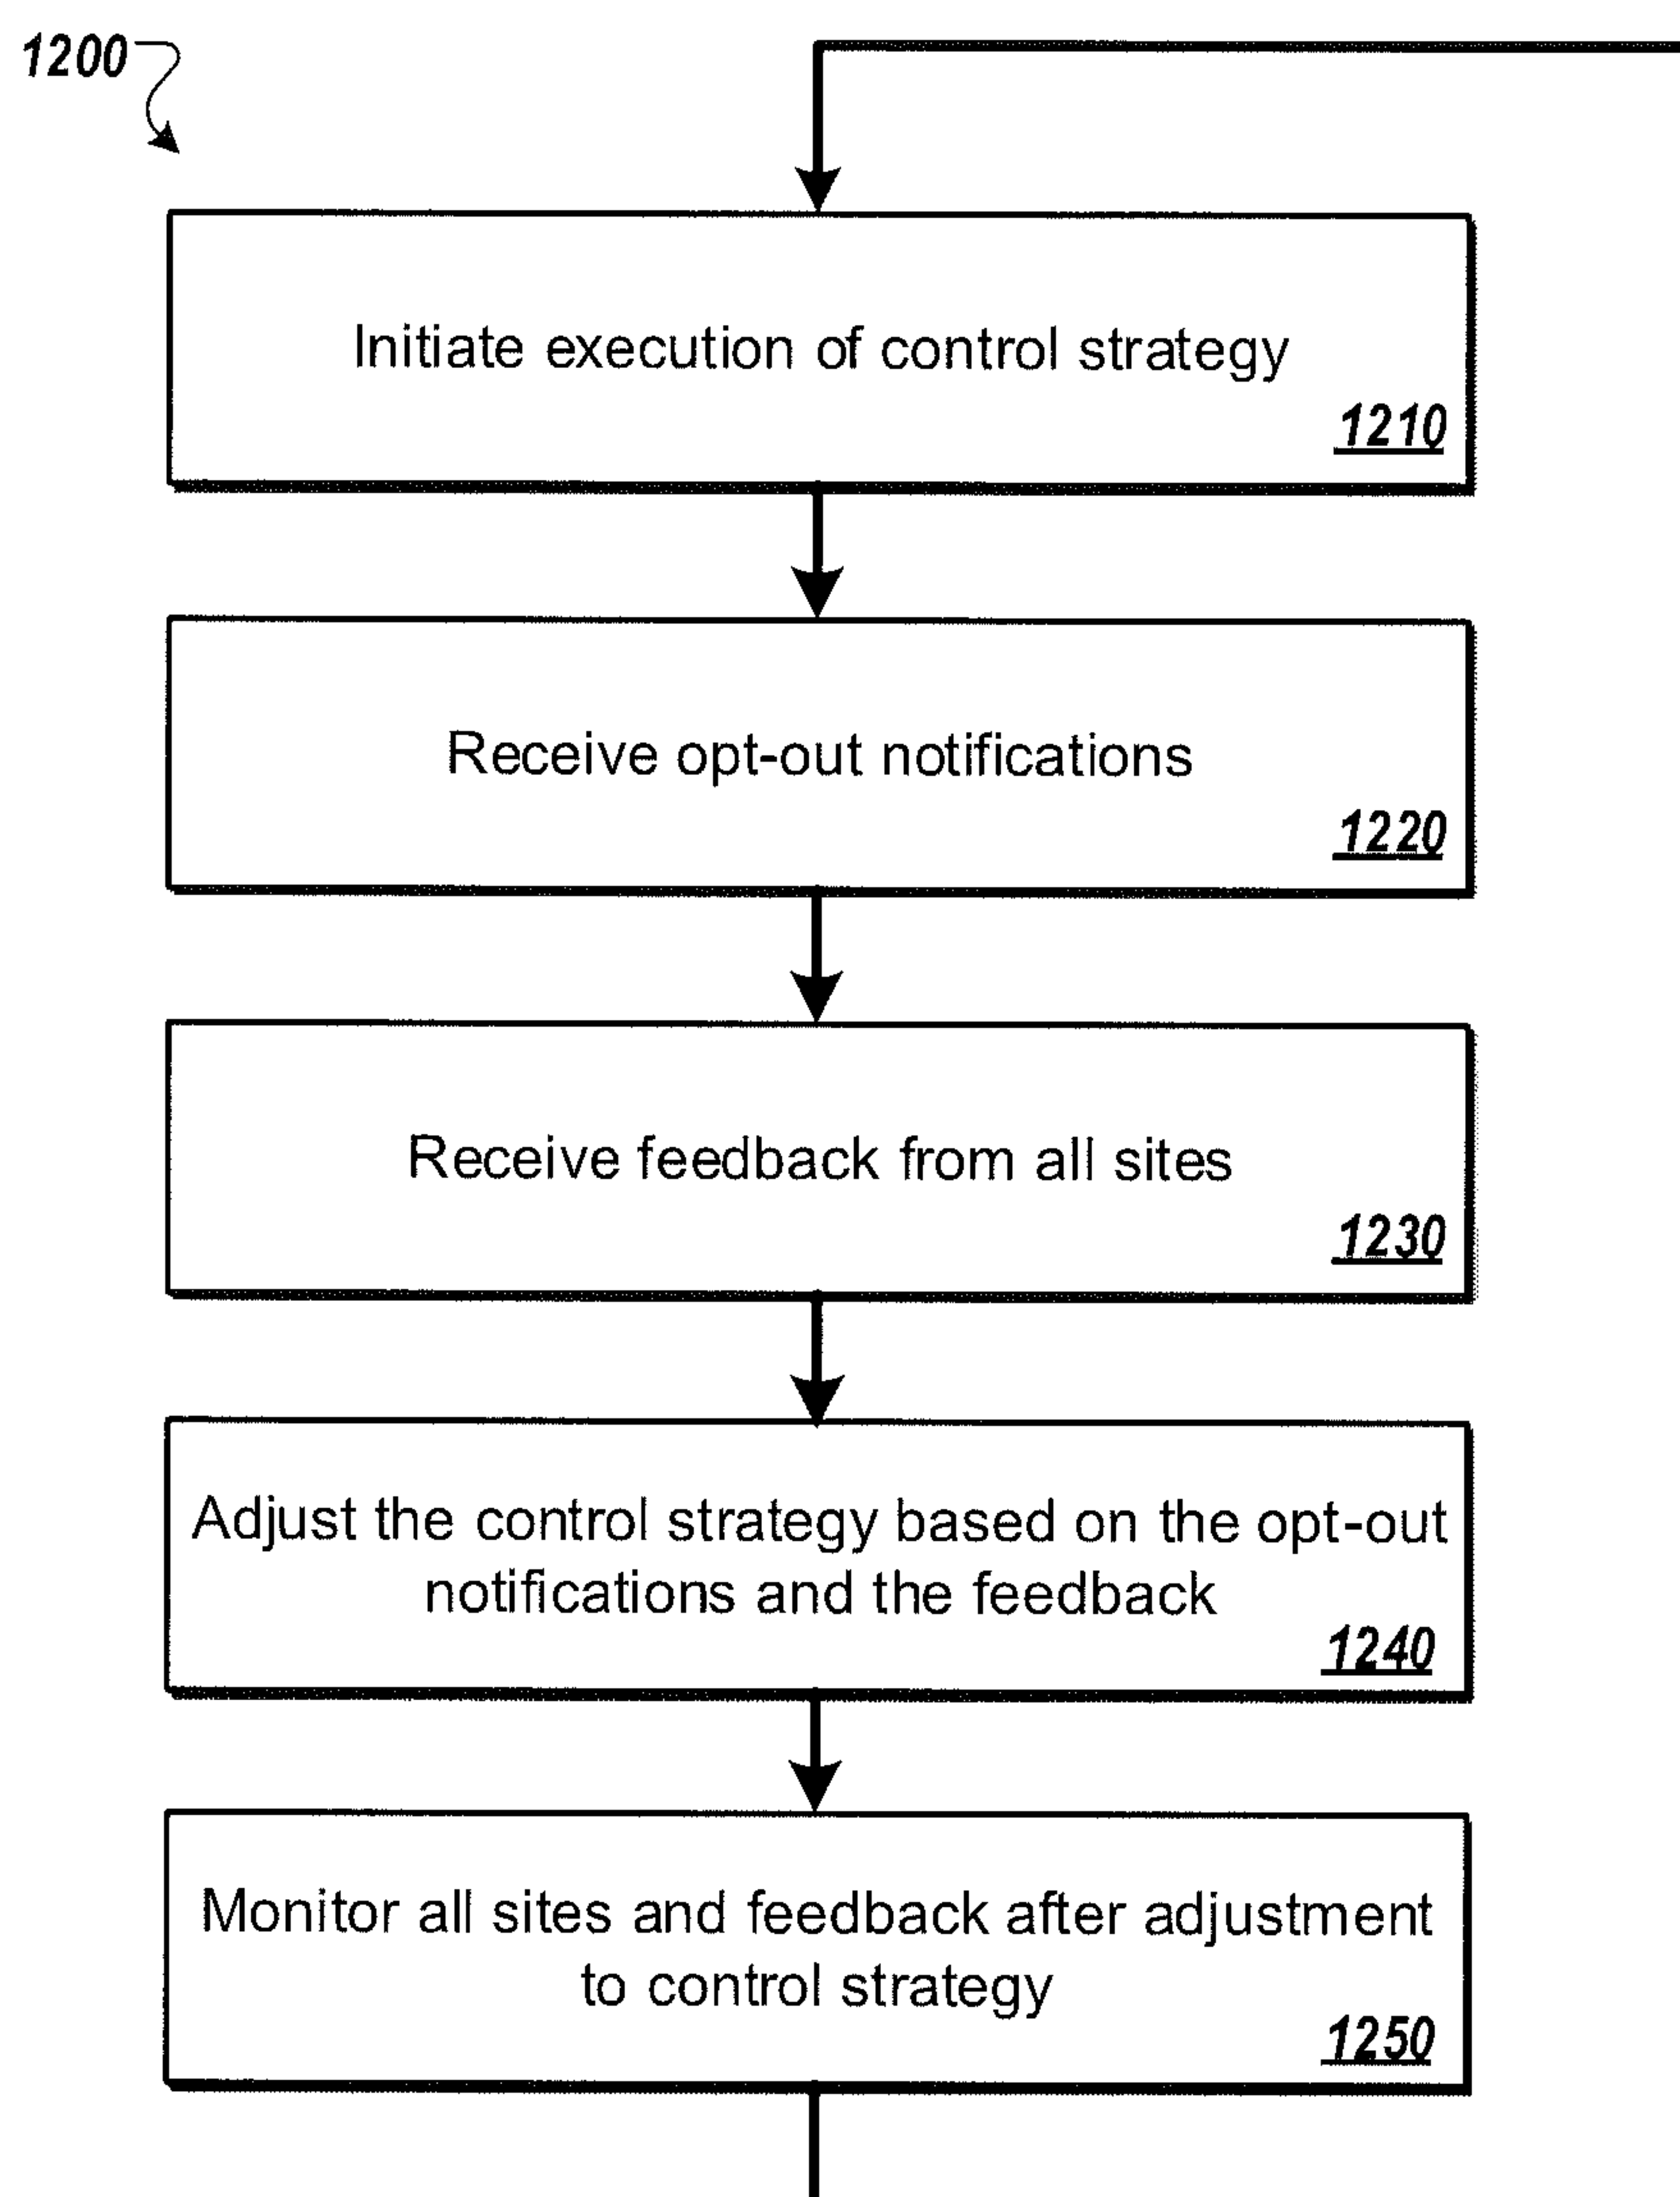 1200
Initiate execution of control strategy
1210
Receive opt-out notifications
1220
Receive feedback from all sites
1230
Adjust the control strategy based on the opt-out
notifications and the feedback
1240
Monitor all sites and feedback after adjustment
to control strategy
1250